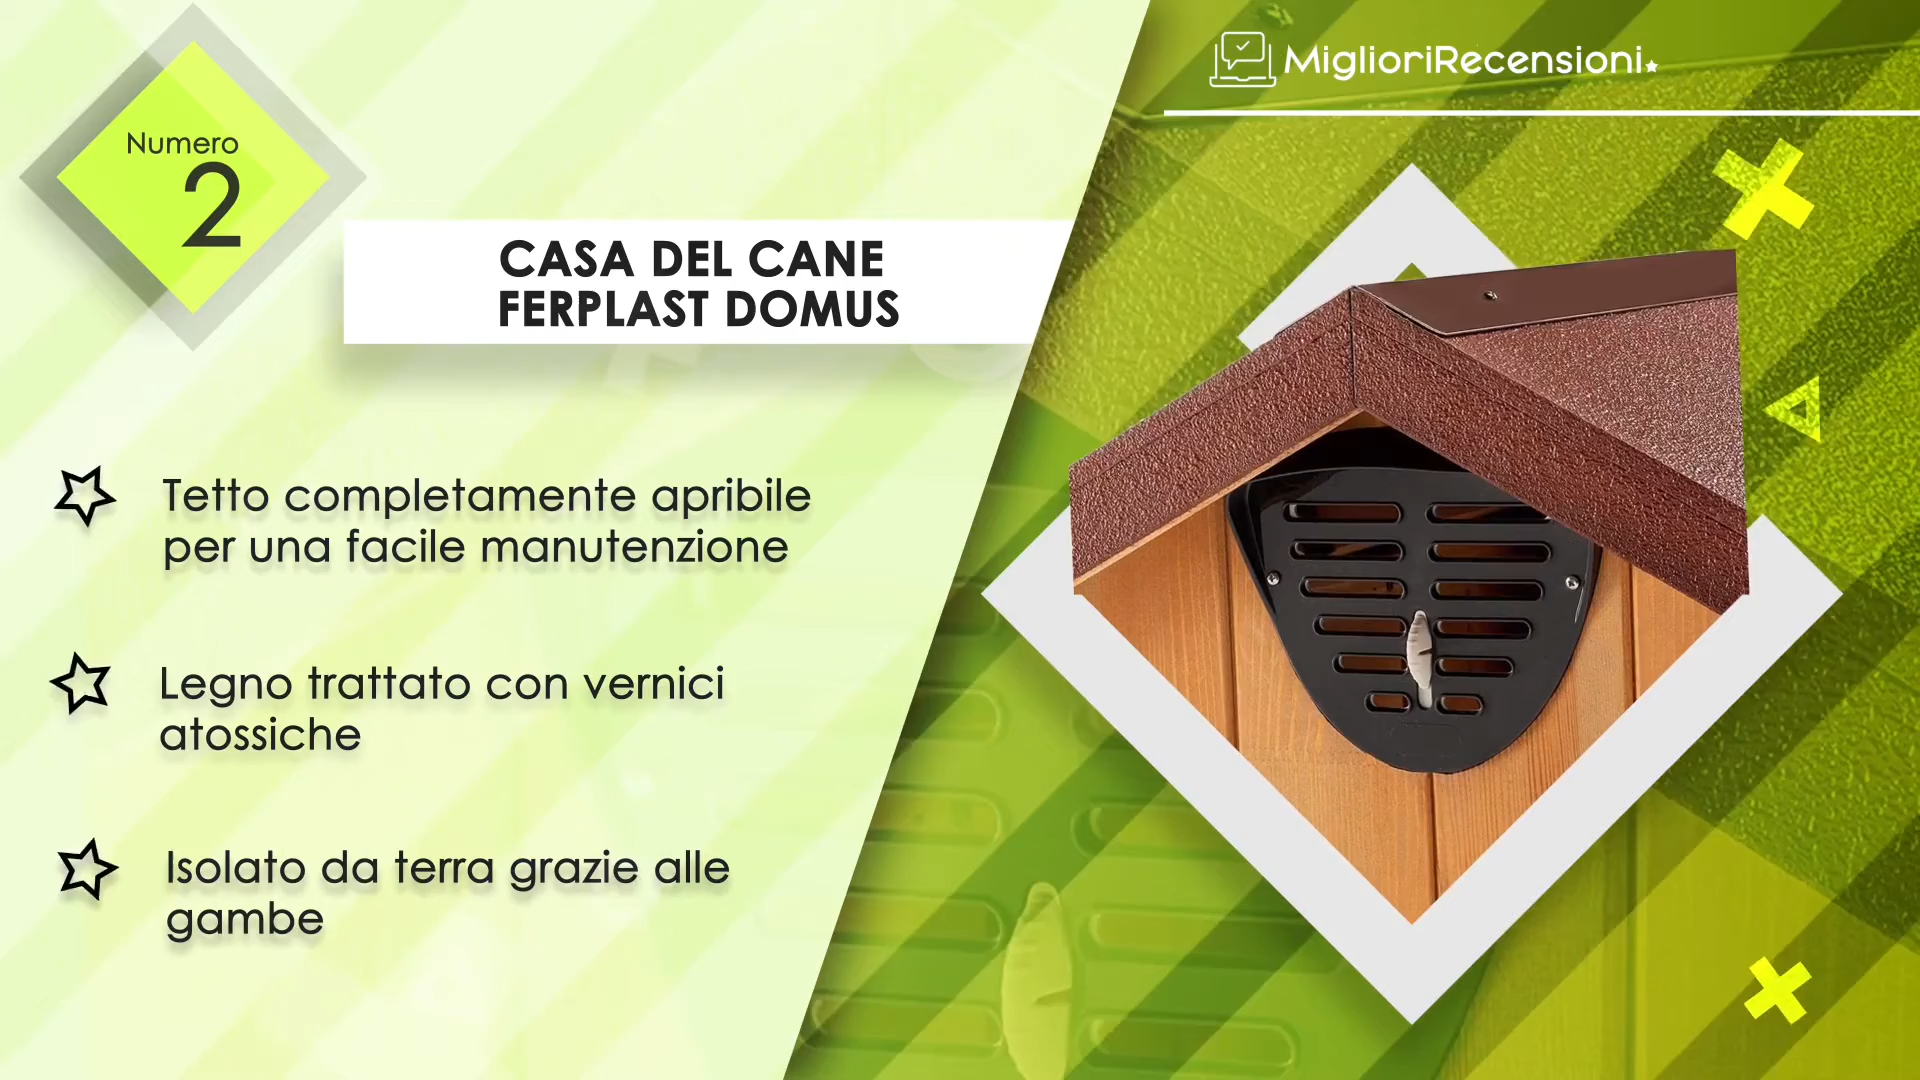 Numero
2
MiglioriRecensioni
CASA DEL CANE
FERPLAST DOMUS
Tetto completamente apribile
per una facile manutenzione
Legno trattato con vernici
atossiche
Isolato da terra grazie alle
gambe